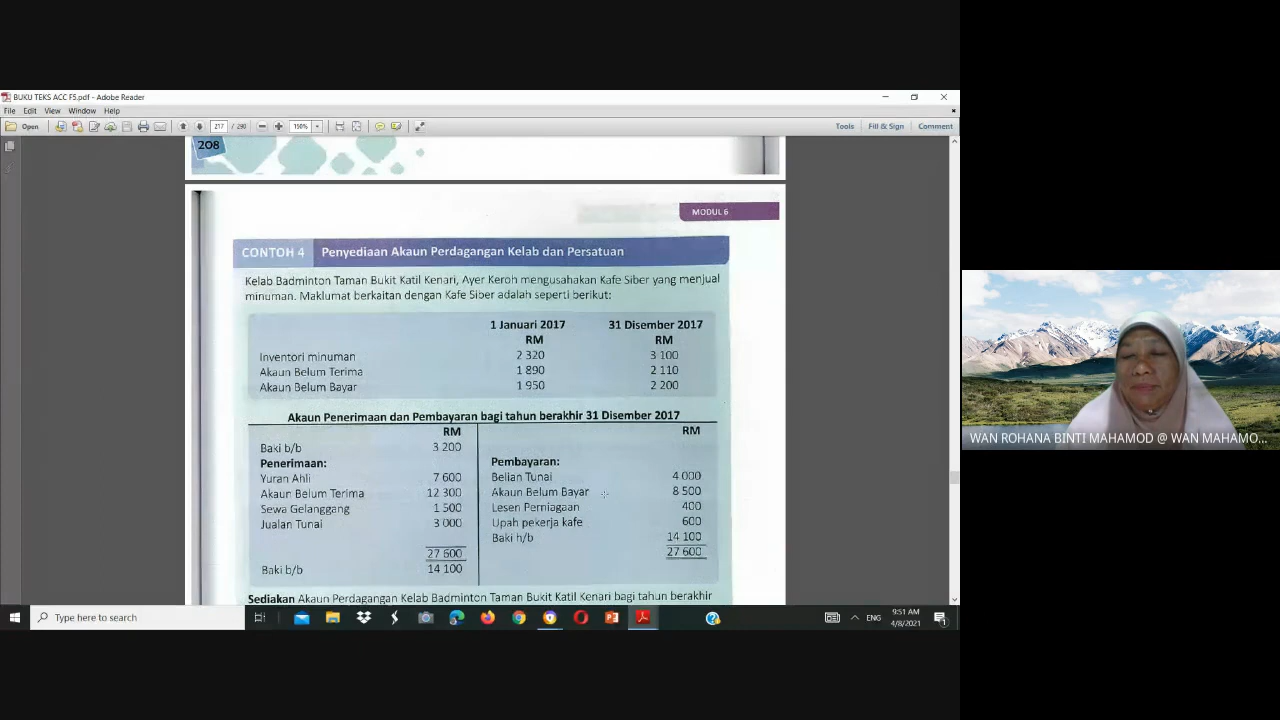 BUKU TEKS ACC F5.pdf - Adobe Reader
File Edit View Window Help
Open 217 / 290 150% Tools Fill & Sign Comment
208
MODUL 6
CONTOH 4 Penyediaan Akaun Perdagangan Kelab dan Persatuan
Kelab Badminton Taman Bukit Katil Kenari, Ayer Keroh mengusahakan Kafe Siber yang menjual
minuman. Maklumat berkaitan dengan Kafe Siber adalah seperti berikut:
1 Januari 2017 31 Disember 2017
RM RM
Inventori minuman 2 320 3 100
Akaun Belum Terima 1 890 2 110
Akaun Belum Bayar 1 950 2 200
Akaun Penerimaan dan Pembayaran bagi tahun berakhir 31 Disember 2017
RM RM
Baki b/b 3 200
Penerimaan: Pembayaran:
Yuran Ahli 7 600 Belian Tunai 4 000
Akaun Belum Terima 12 300 Akaun Belum Bayar 8 500
Sewa Gelanggang 1 500 Lesen Perniagaan 400
Jualan Tunai 3 000 Upah pekerja kafe 600
Baki h/b 14 100
27 600 27 600
Baki b/b 14 100
Sediakan Akaun Perdagangan Kelab Badminton Taman Bukit Katil Kenari bagi tahun berakhir
WAN ROHANA BINTI MAHAMOD @ WAN MAHAMO...
Type here to search
ENG
9:51 AM
4/8/2021